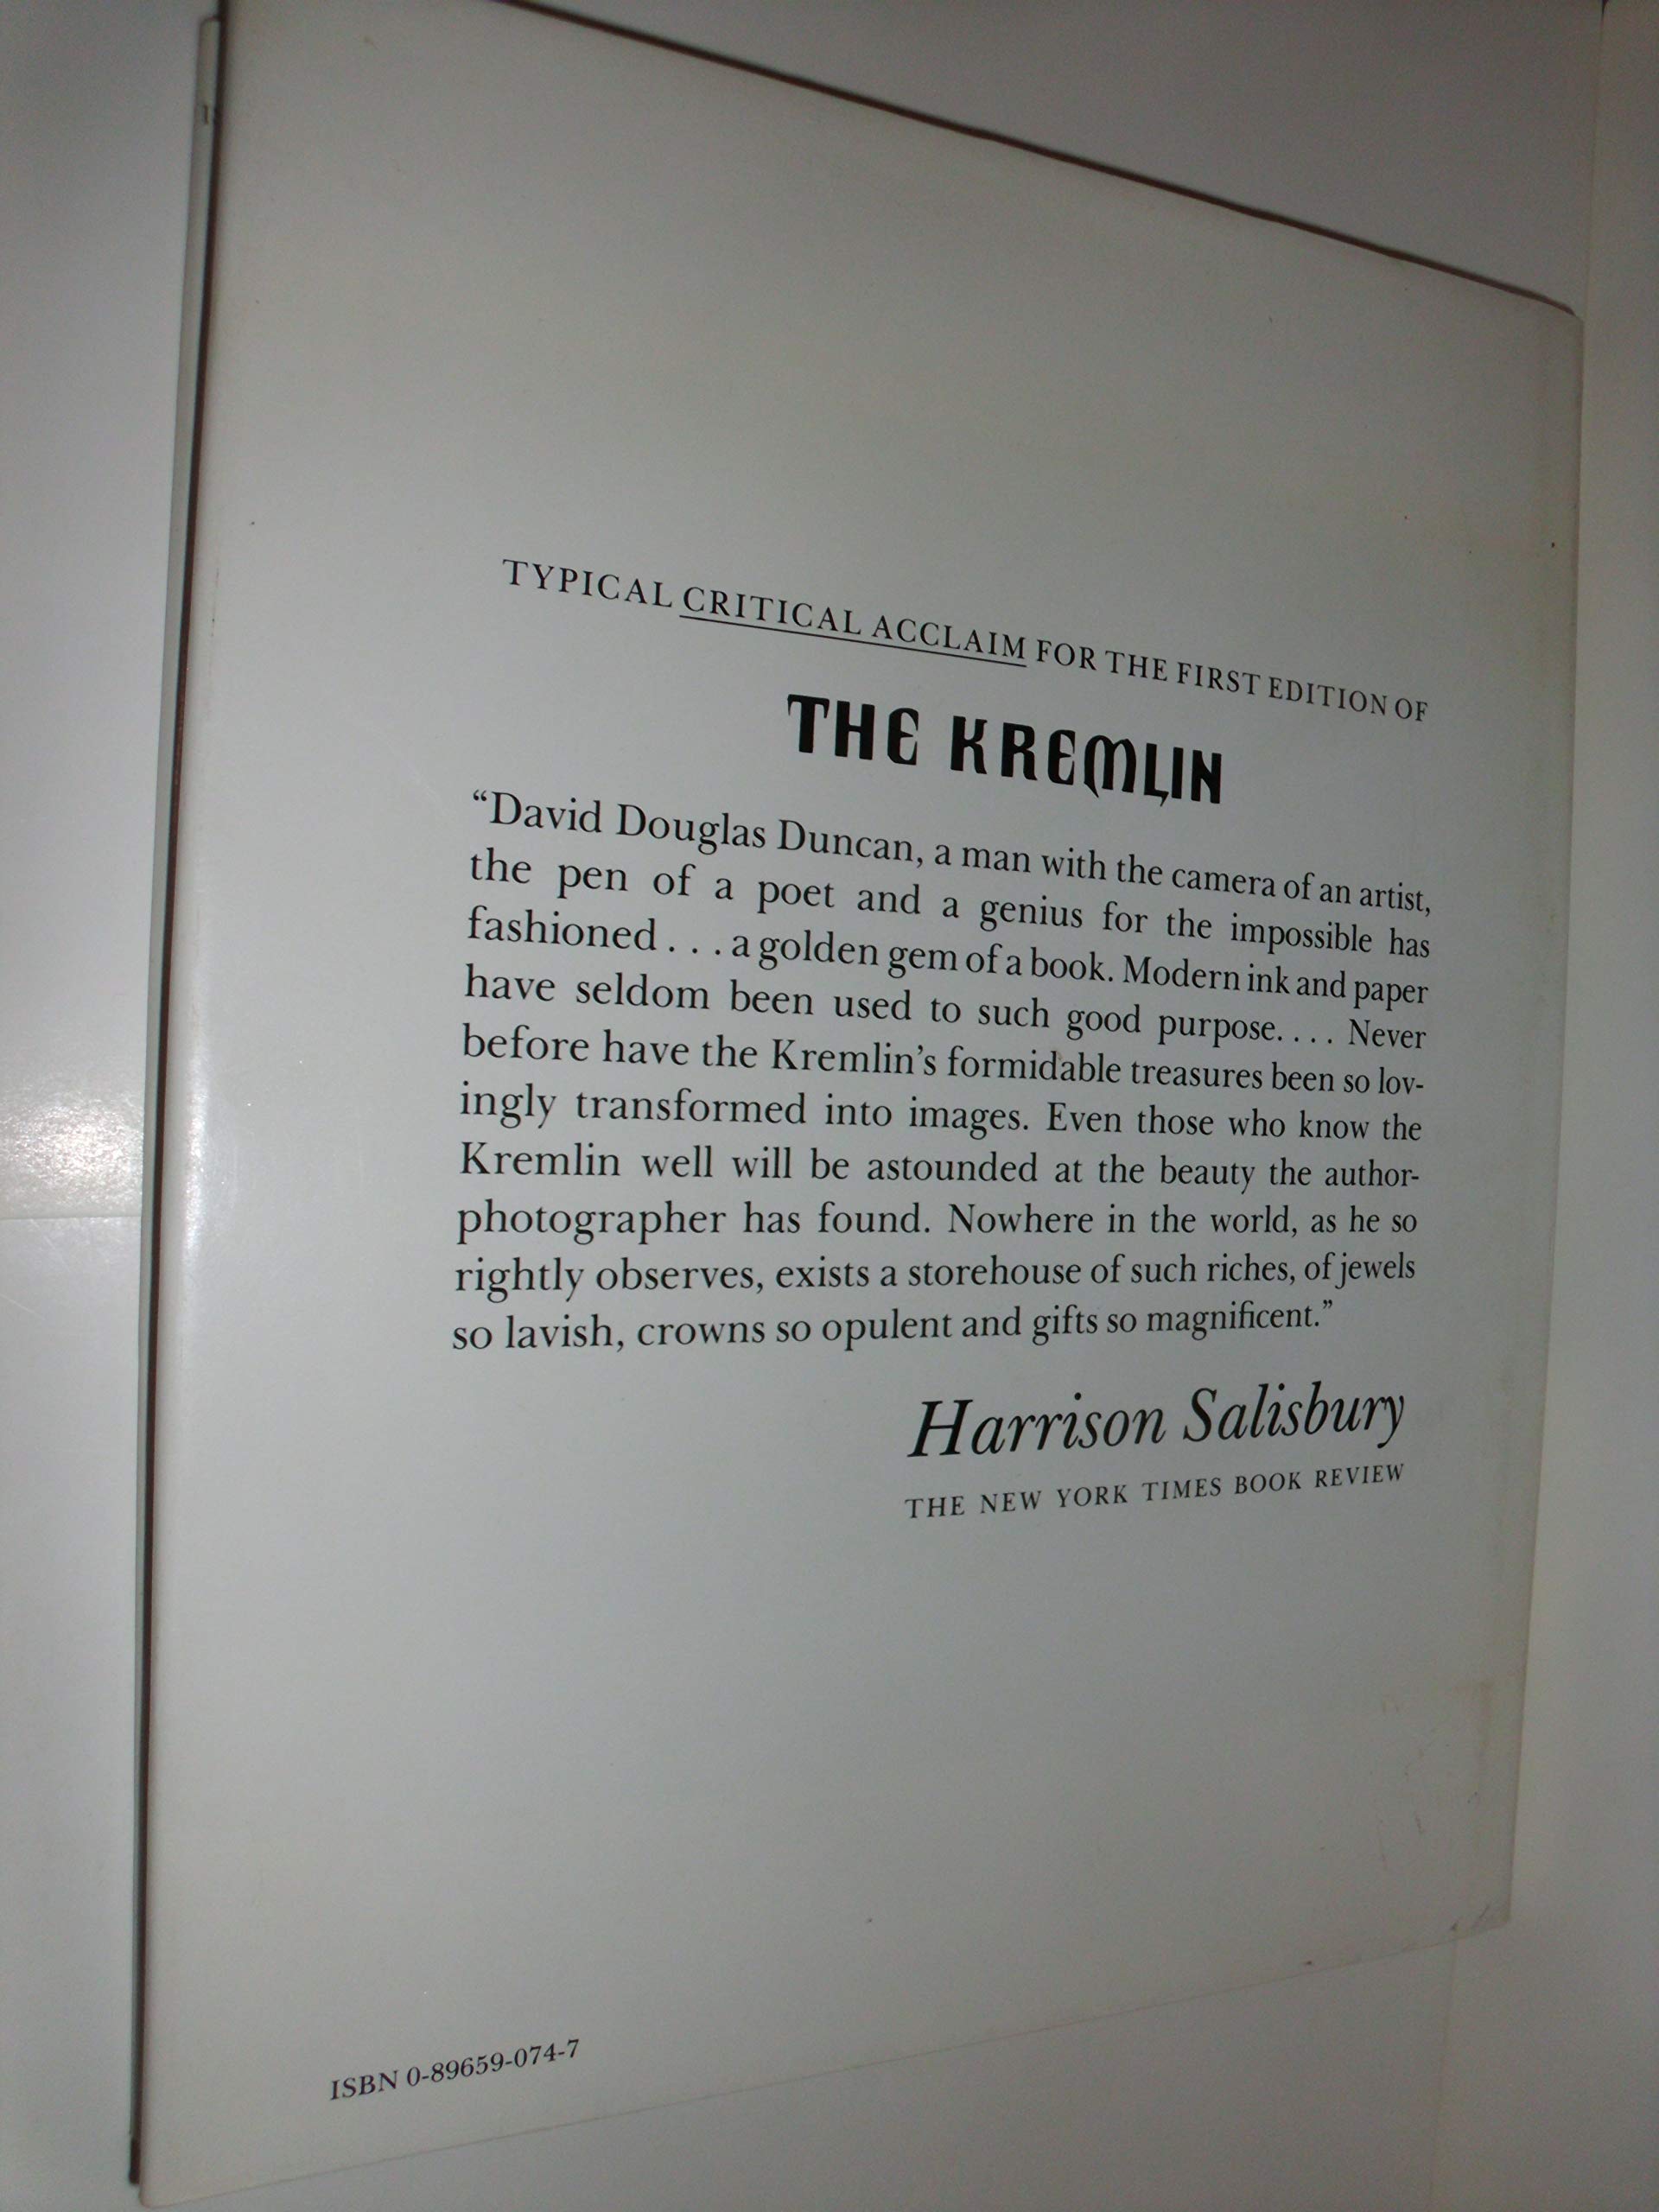 TYPICAL CRITICAL ACCLAIM FOR THE FIRST EDITION OF
THE KREMLIN
“David Douglas Duncan, a man with the camera of an artist,
the pen of a poet and a genius for the impossible has
fashioned . . . a golden gem of a book. Modern ink and paper
have seldom been used to such good purpose. . . . Never
before have the Kremlin’s formidable treasures been so lov-
ingly transformed into images. Even those who know the
Kremlin well will be astounded at the beauty the author-
photographer has found. Nowhere in the world, as he so
rightly observes, exists a storehouse of such riches, of jewels
so lavish, crowns so opulent and gifts so magnificent.”
Harrison Salisbury
THE NEW YORK TIMES BOOK REVIEW
ISBN 0-89659-074-7